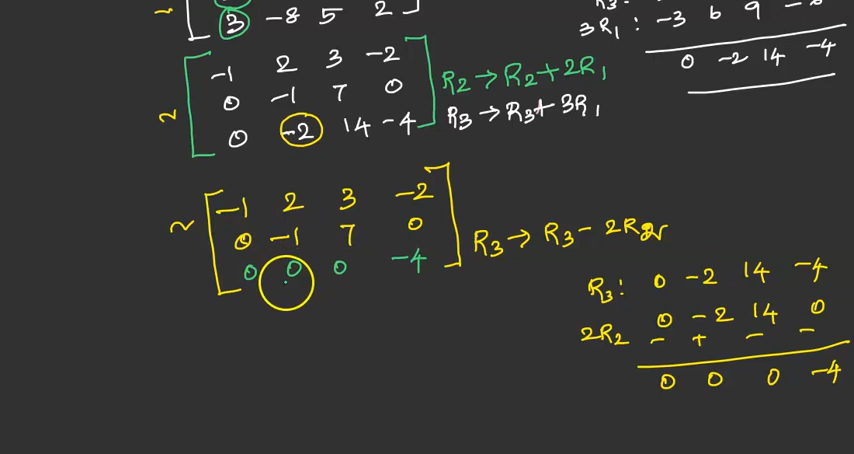 3 -8 5 2
3R₁ : -3 6 9
0 -2 14 -4
-1 2 3 -2
0 -1 7 0 R₂ → R₂ + 2R₁
~ 0 -2 14 -4 R₃ → R₃ + 3R₁
-1 2 3 -2
~ 0 -1 7 0 R₃ → R₃ - 2R₂
0 0 0 -4
R₃ : 0 -2 14 -4
2R₂ 0 -2 14 0
- + - -
0 0 0 -4